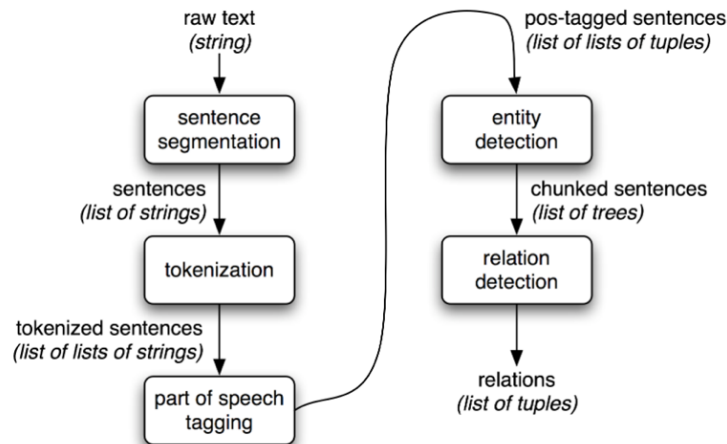 raw text
(string)
sentence
segmentation
sentences
(list of strings)
tokenization
tokenized sentences
(list of lists of strings)
part of speech
tagging
pos-tagged sentences
(list of lists of tuples)
entity
detection
chunked sentences
(list of trees)
relation
detection
relations
(list of tuples)